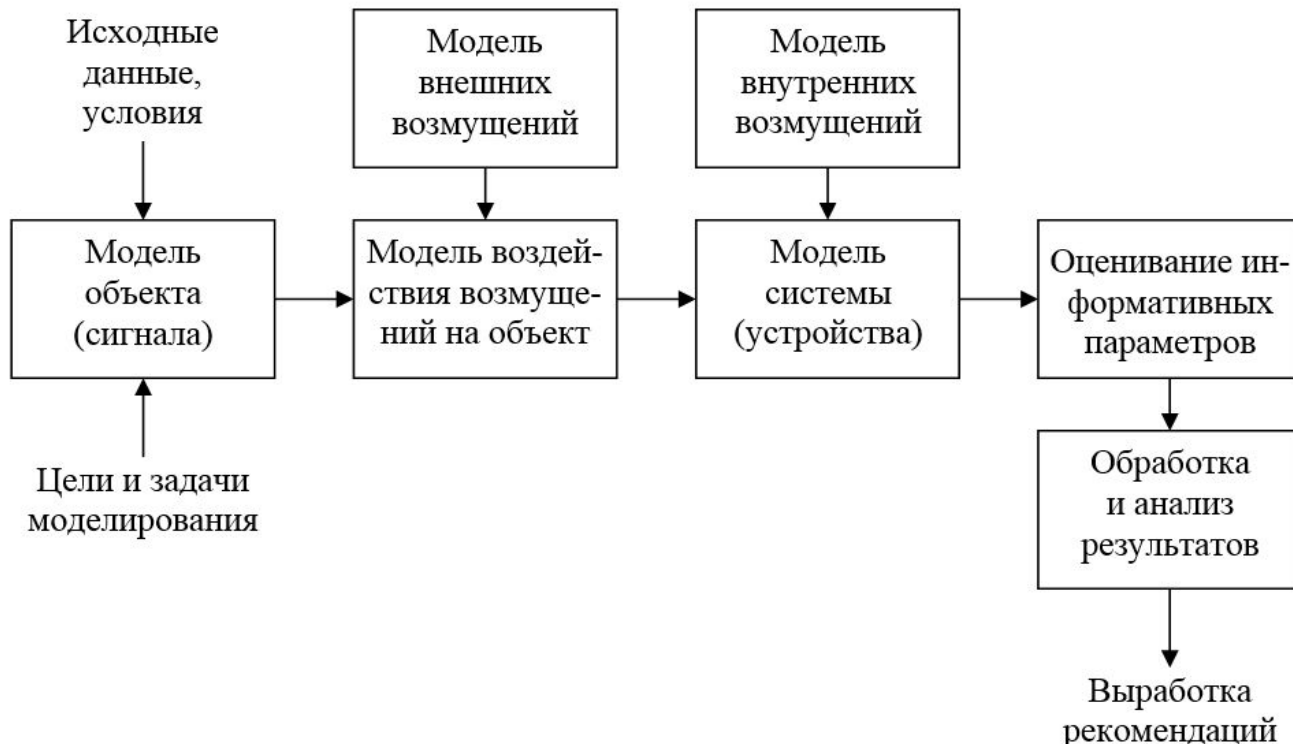 Исходные
данные,
условия
Модель
внешних
возмущений
Модель
внутренних
возмущений
Модель
объекта
(сигнала)
Модель воздей-
ствия возмуще-
ний на объект
Модель
системы
(устройства)
Оценивание ин-
формативных
параметров
Цели и задачи
моделирования
Обработка
и анализ
результатов
Выработка
рекомендаций